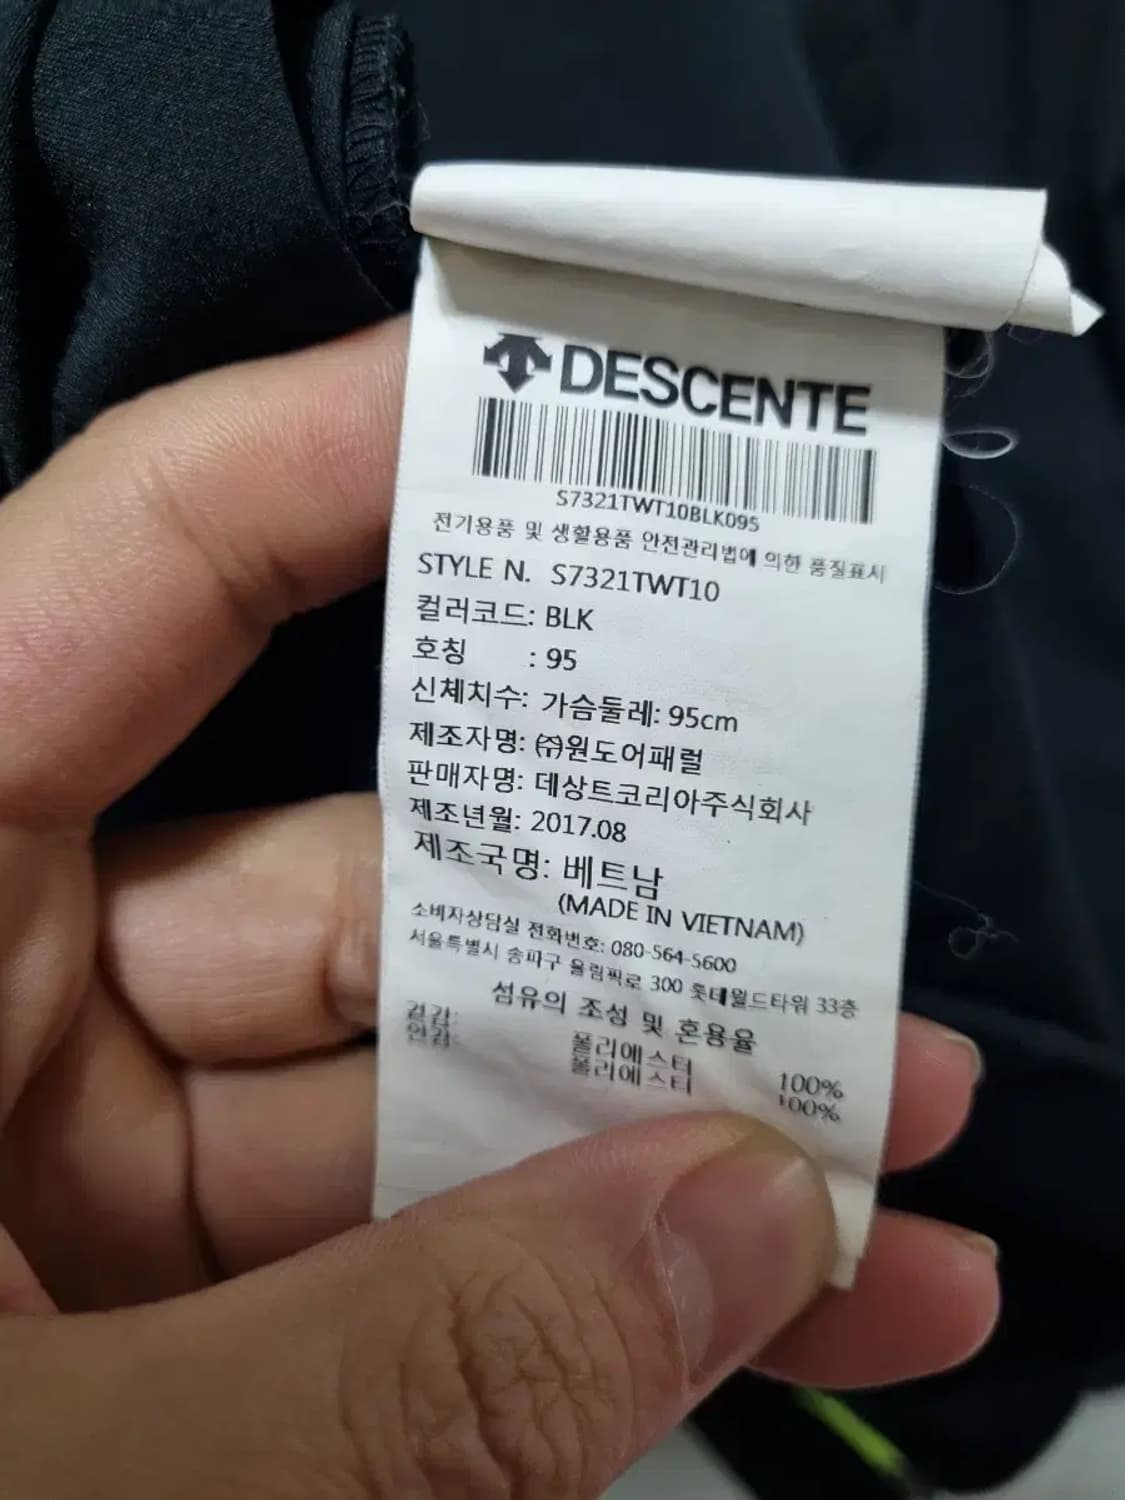 DESCENTE
S7321TWT10BLK095
전기용품 및 생활용품 안전관리법에 의한 품질표시
STYLE N. S7321TWT10
컬러코드: BLK
호칭 : 95
신체치수: 가슴둘레: 95cm
제조자명: ㈜원도어패럴
판매자명: 데상트코리아주식회사
제조년월: 2017.08
제조국명: 베트남
(MADE IN VIETNAM)
소비자상담실 전화번호: 080-564-5600
서울특별시 송파구 올림픽로 300 롯데월드타워 33층
섬유의 조성 및 혼용율
겉감: 폴리에스터 100%
안감: 폴리에스터 100%